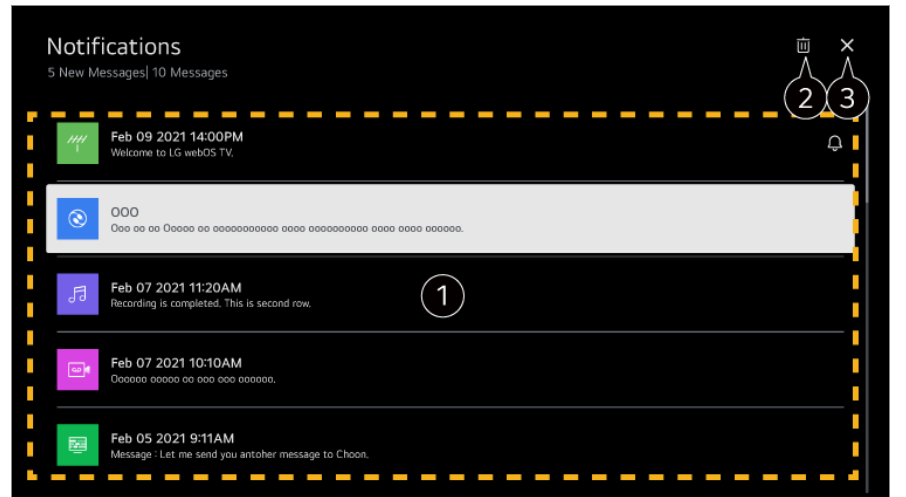 Notifications
5 New Messages| 10 Messages
2 3
Feb 09 2021 14:00PM
Welcome to LG webOS TV.
OOO
Ooo oo oo Ooooo oo ooooooooooo oooo oooooooooo oooo oooo oooooo.
Feb 07 2021 11:20AM
Recording is completed. This is second row.
1
Feb 07 2021 10:10AM
Oooooo ooooo oo ooo ooo oooooo.
Feb 05 2021 9:11AM
Message : Let me send you antoher message to Choon.